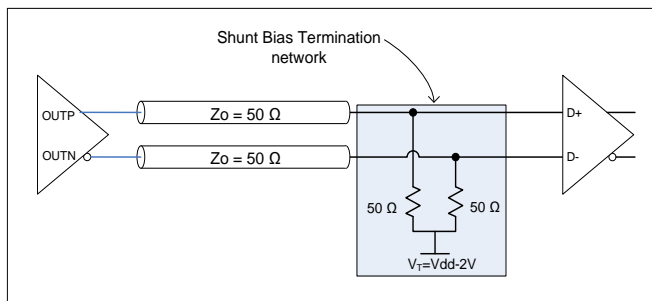 Shunt Bias Termination
network
OUTP
Zo = 50 Ω
D+
OUTN
Zo = 50 Ω
D-
50 Ω
50 Ω
VT=Vdd-2V